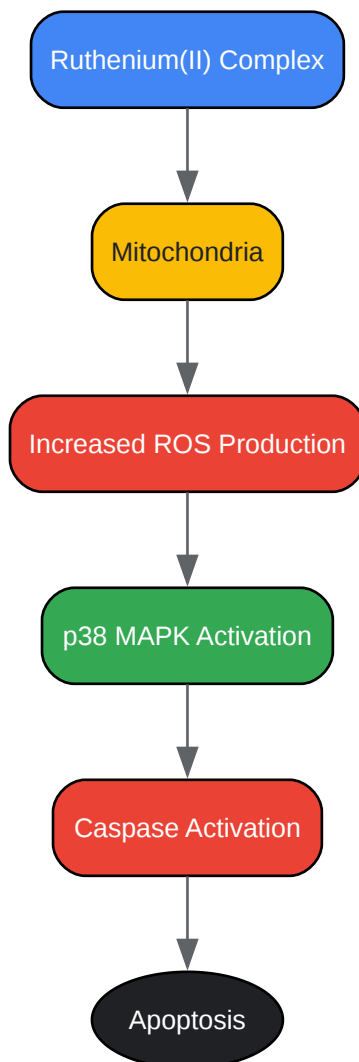 Ruthenium(II) Complex
Mitochondria
Increased ROS Production
p38 MAPK Activation
Caspase Activation
Apoptosis